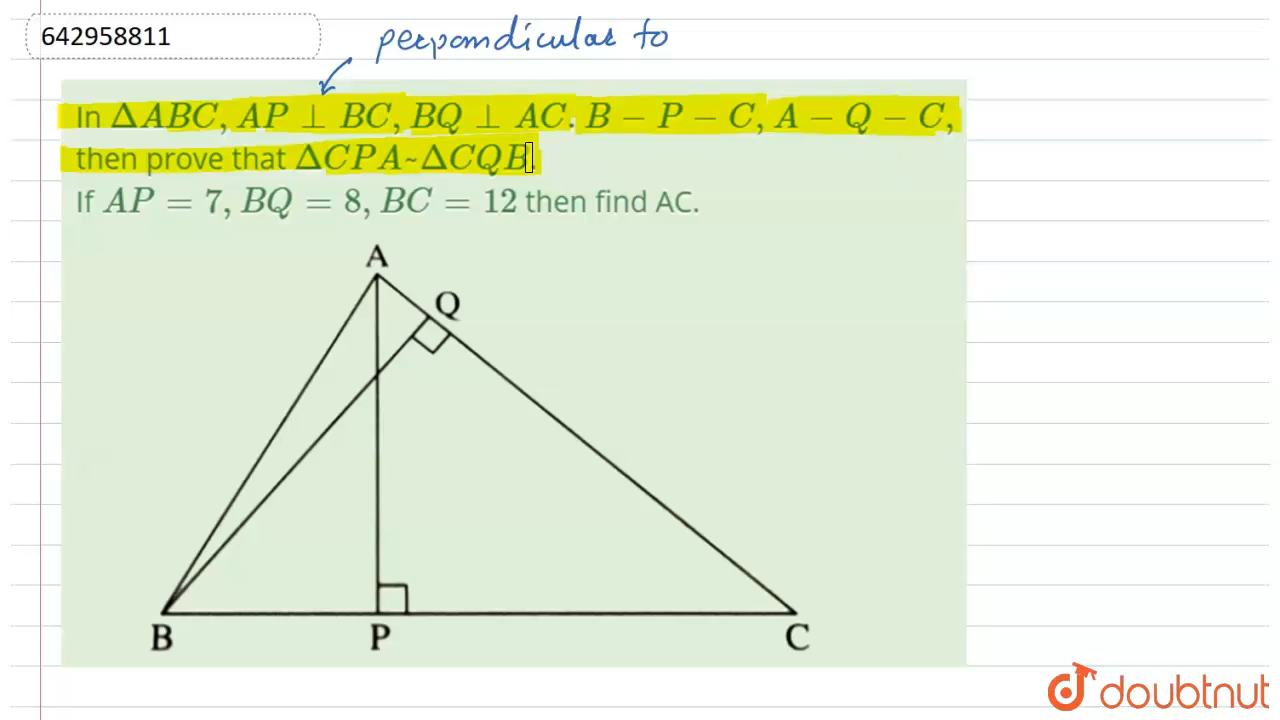 642958811
perpendicular to
In ΔABC, AP ⊥ BC, BQ ⊥ AC. B − P − C, A − Q − C,
then prove that ΔCPA~ΔCQB.
If AP = 7, BQ = 8, BC = 12 then find AC.
A
Q
B P C
doubtnut